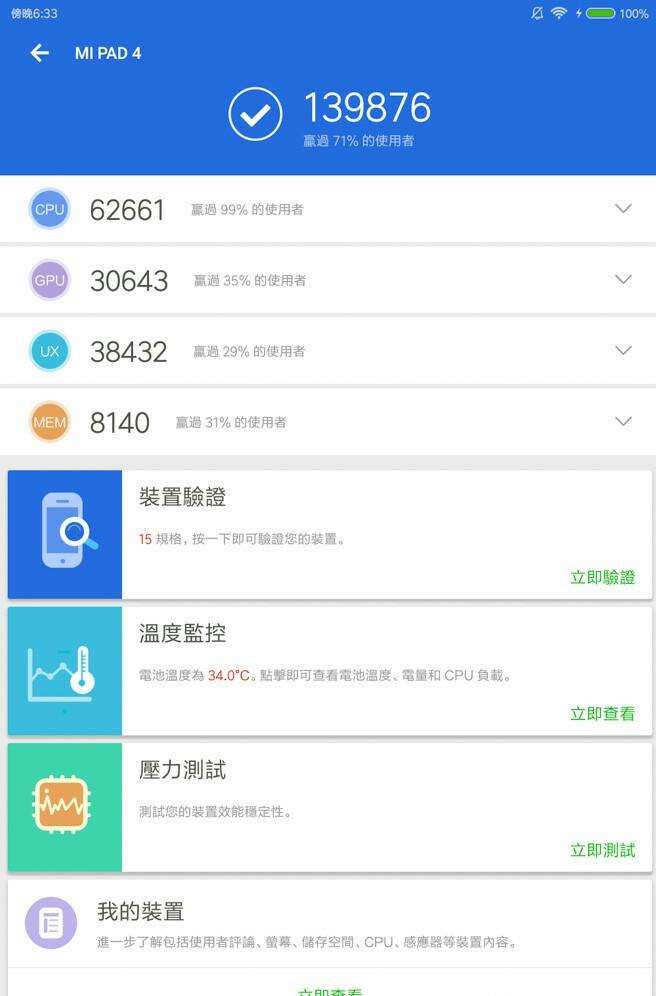 傍晚6:33
100%
MI PAD 4
139876
贏過 71% 的使用者
CPU 62661 贏過 99% 的使用者
GPU 30643 贏過 35% 的使用者
UX 38432 贏過 29% 的使用者
MEM 8140 贏過 31% 的使用者
裝置驗證
15 規格，按一下即可驗證您的裝置。
立即驗證
溫度監控
電池溫度為 34.0°C。點擊即可查看電池溫度、電量和 CPU 負載。
立即查看
壓力測試
測試您的裝置效能穩定性。
立即測試
我的裝置
進一步了解包括使用者評論、螢幕、儲存空間、CPU、感應器等裝置內容。
立即查看